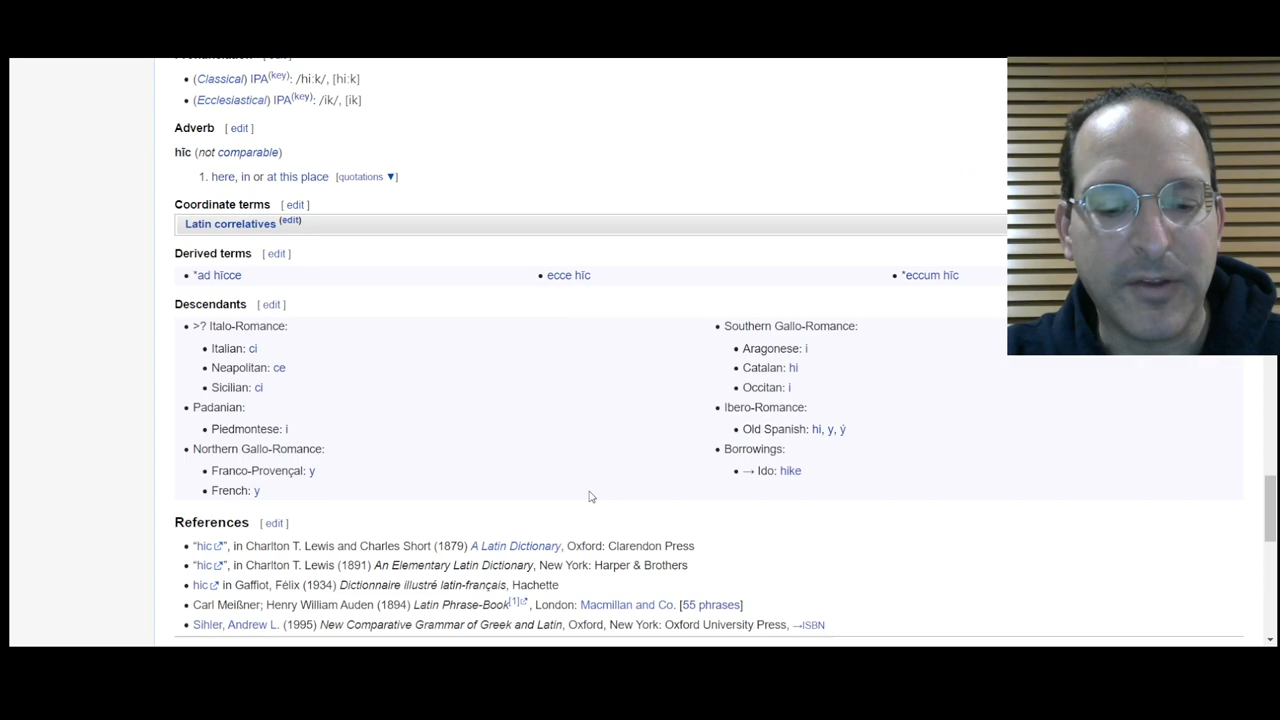 (Classical) IPA(key): /hiːk/, [hiːk]
(Ecclesiastical) IPA(key): /ik/, [ik]
Adverb [ edit ]
hīc (not comparable)
1. here, in or at this place [quotations ▼]
Coordinate terms [ edit ]
Latin correlatives (edit)
Derived terms [ edit ]
*ad hīcce
ecce hīc
*eccum hīc
Descendants [ edit ]
>? Italo-Romance:
Italian: ci
Neapolitan: ce
Sicilian: ci
Padanian:
Piedmontese: i
Northern Gallo-Romance:
Franco-Provençal: y
French: y
Southern Gallo-Romance:
Aragonese: i
Catalan: hi
Occitan: i
Ibero-Romance:
Old Spanish: hi, y, ý
Borrowings:
→ Ido: hike
References [ edit ]
“hic”, in Charlton T. Lewis and Charles Short (1879) A Latin Dictionary, Oxford: Clarendon Press
“hic”, in Charlton T. Lewis (1891) An Elementary Latin Dictionary, New York: Harper & Brothers
hic in Gaffiot, Félix (1934) Dictionnaire illustré latin-français, Hachette
Carl Meißner; Henry William Auden (1894) Latin Phrase-Book[1], London: Macmillan and Co. [55 phrases]
Sihler, Andrew L. (1995) New Comparative Grammar of Greek and Latin, Oxford, New York: Oxford University Press, →ISBN